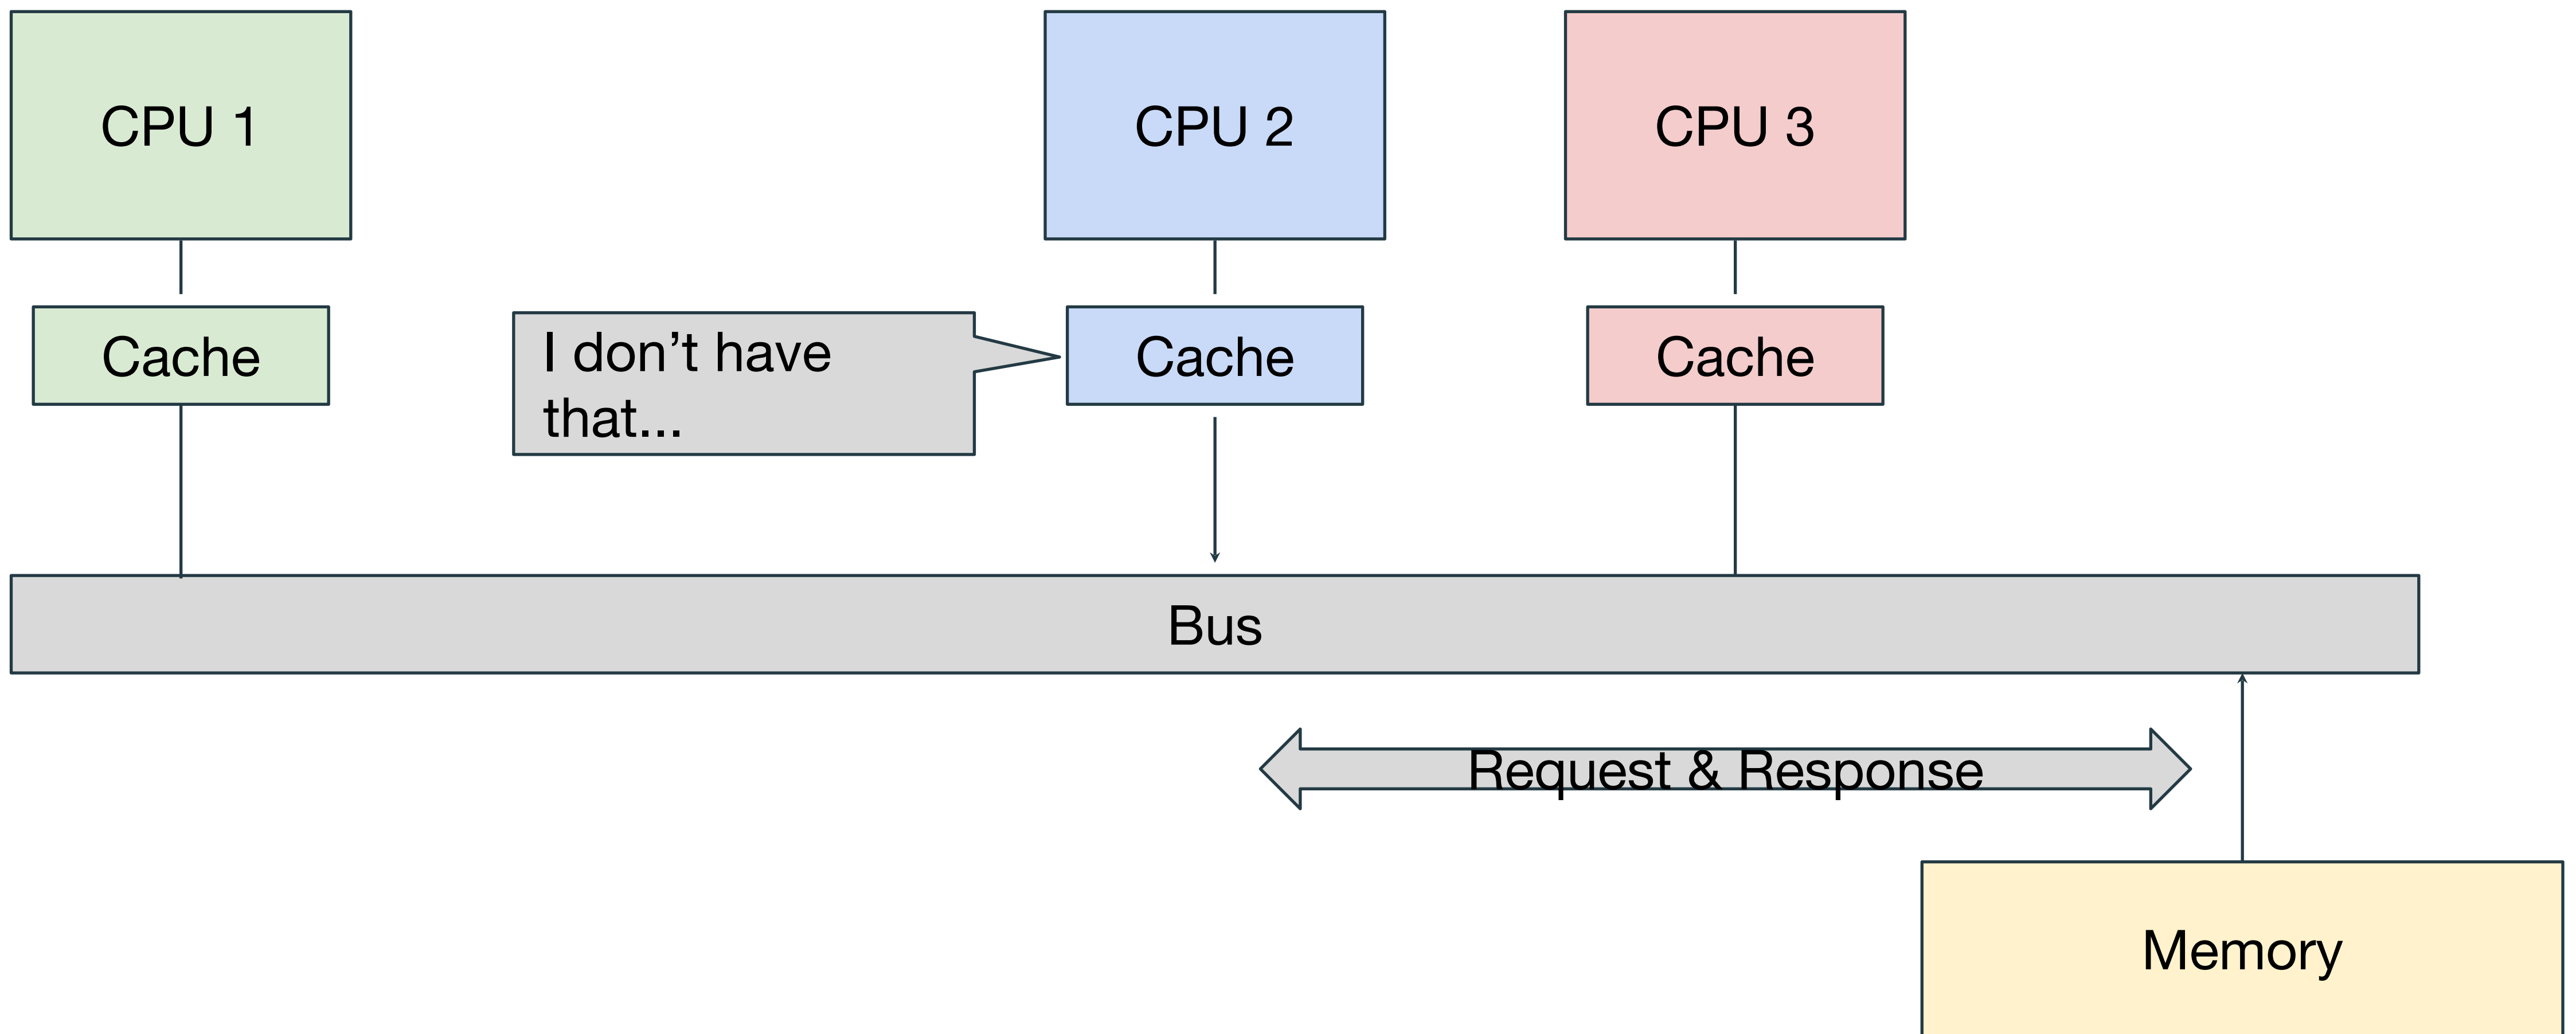 CPU 1
CPU 2
CPU 3
Cache
I don’t have
that...
Cache
Cache
Bus
Request & Response
Memory